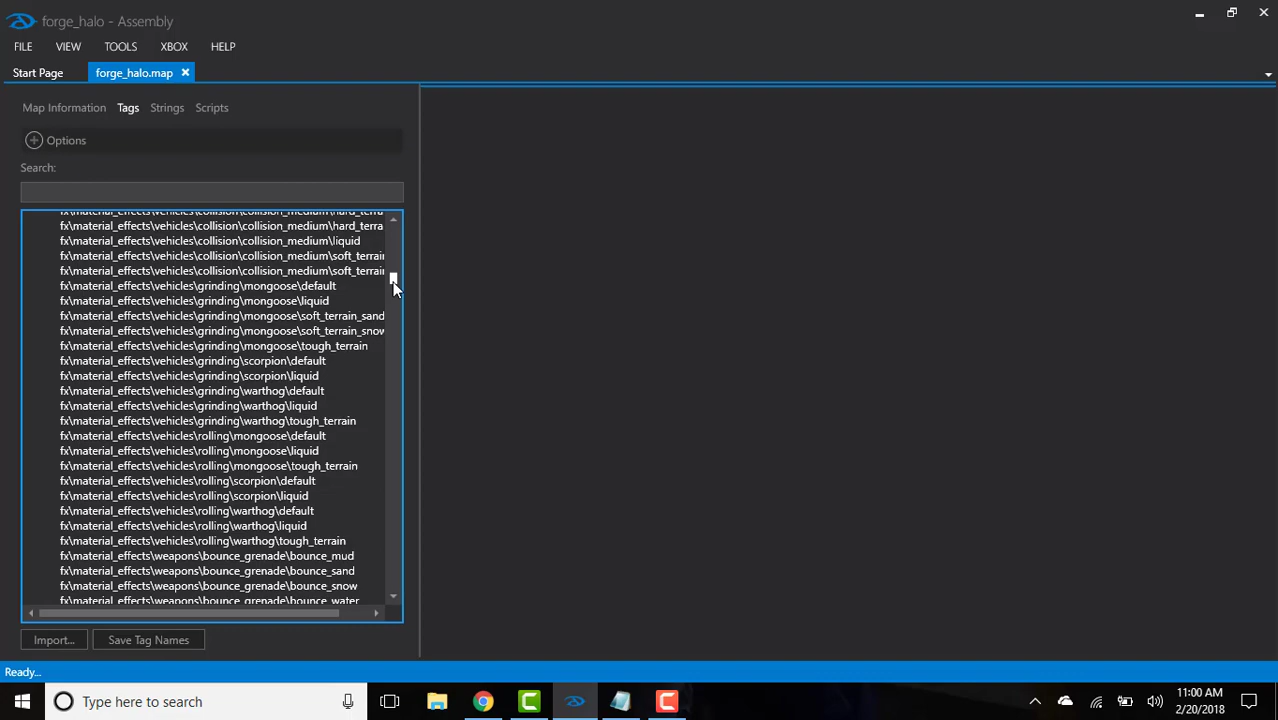 forge_halo - Assembly
FILE VIEW TOOLS XBOX HELP
Start Page forge_halo.map
Map Information Tags Strings Scripts
Options
Search:
fx\material_effects\vehicles\collision\collision_medium\hard_terra
fx\material_effects\vehicles\collision\collision_medium\hard_terra
fx\material_effects\vehicles\collision\collision_medium\liquid
fx\material_effects\vehicles\collision\collision_medium\soft_terrain
fx\material_effects\vehicles\collision\collision_medium\soft_terrain
fx\material_effects\vehicles\grinding\mongoose\default
fx\material_effects\vehicles\grinding\mongoose\liquid
fx\material_effects\vehicles\grinding\mongoose\soft_terrain_sand
fx\material_effects\vehicles\grinding\mongoose\soft_terrain_snow
fx\material_effects\vehicles\grinding\mongoose\tough_terrain
fx\material_effects\vehicles\grinding\scorpion\default
fx\material_effects\vehicles\grinding\scorpion\liquid
fx\material_effects\vehicles\grinding\warthog\default
fx\material_effects\vehicles\grinding\warthog\liquid
fx\material_effects\vehicles\grinding\warthog\tough_terrain
fx\material_effects\vehicles\rolling\mongoose\default
fx\material_effects\vehicles\rolling\mongoose\liquid
fx\material_effects\vehicles\rolling\mongoose\tough_terrain
fx\material_effects\vehicles\rolling\scorpion\default
fx\material_effects\vehicles\rolling\scorpion\liquid
fx\material_effects\vehicles\rolling\warthog\default
fx\material_effects\vehicles\rolling\warthog\liquid
fx\material_effects\vehicles\rolling\warthog\tough_terrain
fx\material_effects\weapons\bounce_grenade\bounce_mud
fx\material_effects\weapons\bounce_grenade\bounce_sand
fx\material_effects\weapons\bounce_grenade\bounce_snow
fx\material_effects\weapons\bounce_grenade\bounce_water
Import... Save Tag Names
Ready...
Type here to search
11:00 AM
2/20/2018